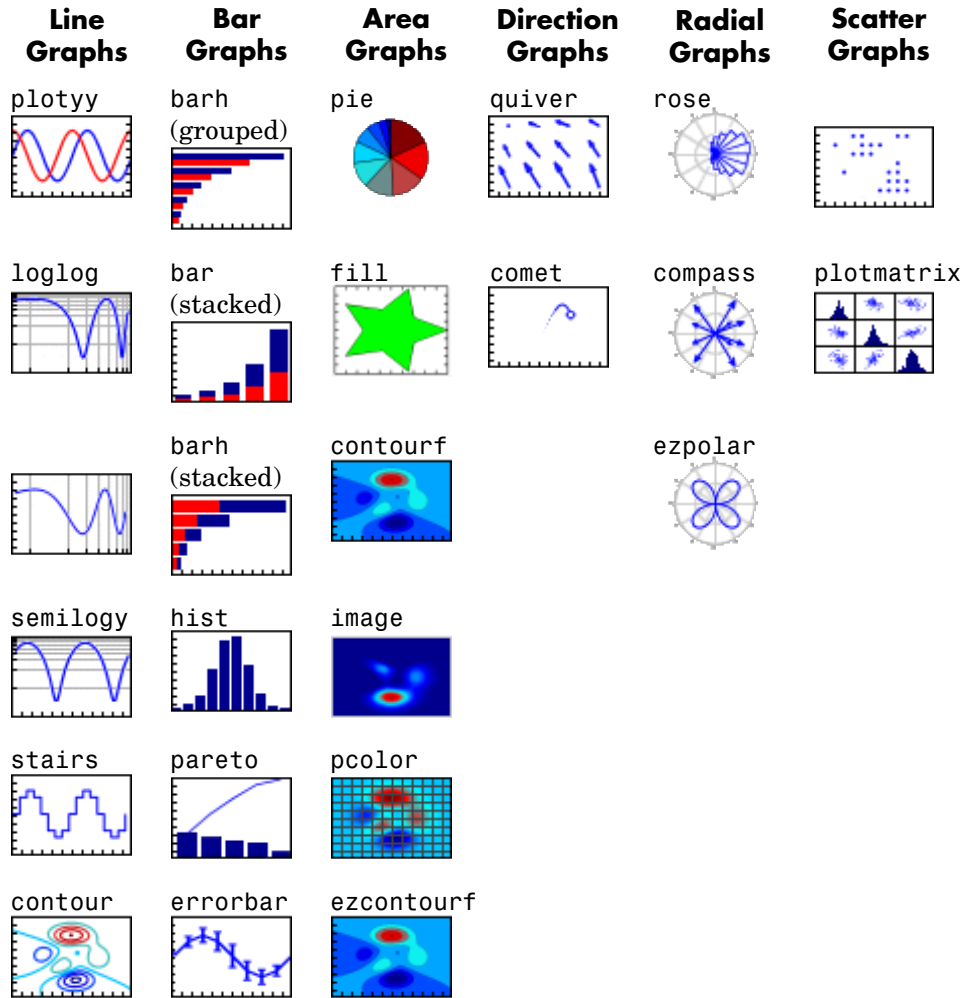 Line Graphs
Bar Graphs
Area Graphs
Direction Graphs
Radial Graphs
Scatter Graphs
plotyy
barh
(grouped)
pie
quiver
rose
loglog
bar
(stacked)
fill
comet
compass
plotmatrix
barh
(stacked)
contourf
ezpolar
semilogy
hist
image
stairs
pareto
pcolor
contour
errorbar
ezcontourf